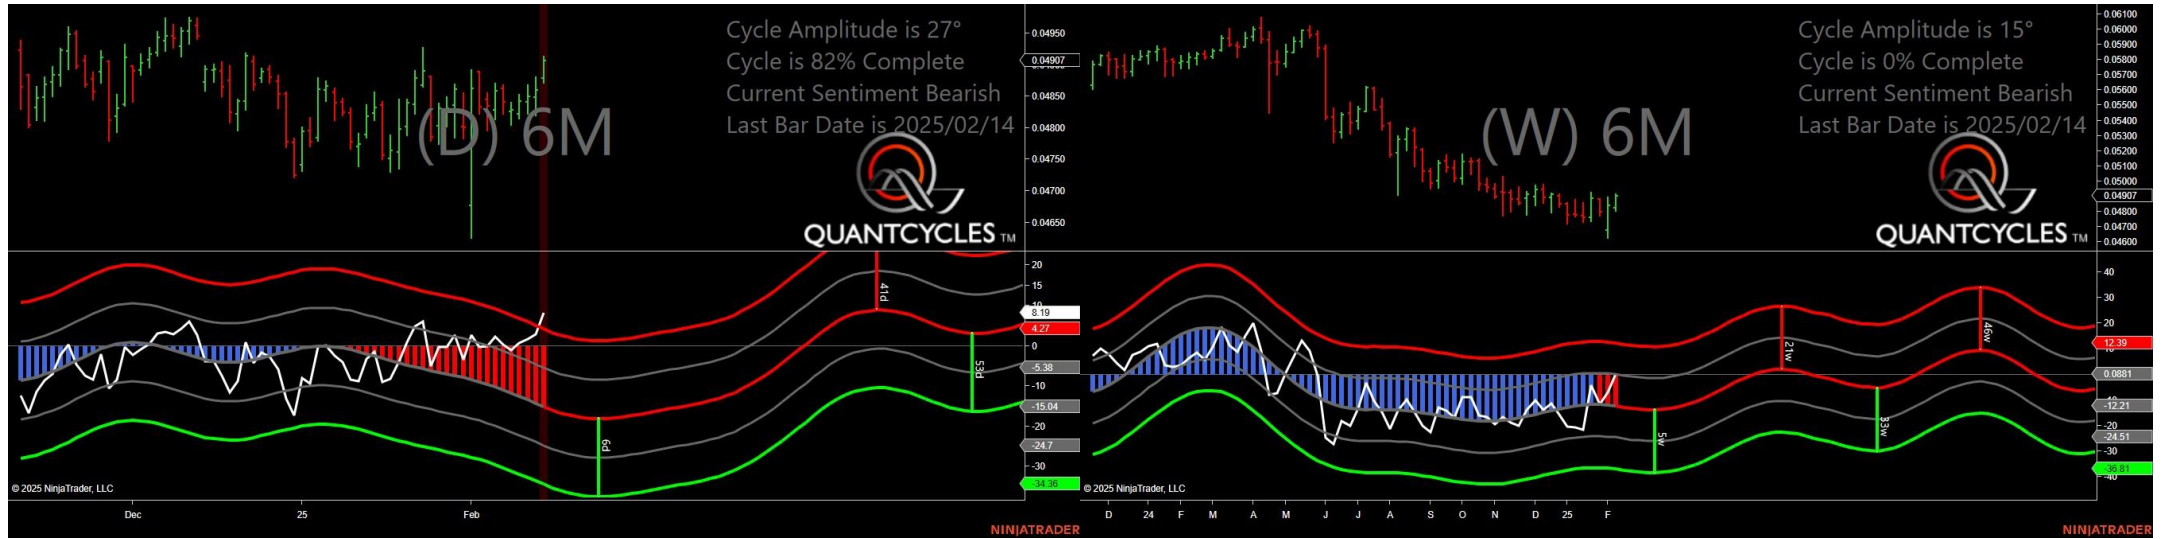 Cycle Amplitude is 27°
Cycle is 82% Complete
Current Sentiment Bearish
Last Bar Date is 2025/02/14
(D) 6M
QUANTCYCLES TM
0.04950
0.04907
0.04850
0.04800
0.04750
0.04700
0.04650
20
15
10
8.19
4.27
0
-5.38
-10
-15.04
-20
-24.7
-30
-34.36
41d
53d
6d
© 2025 NinjaTrader, LLC
Dec
25
Feb
NINJATRADER
Cycle Amplitude is 15°
Cycle is 0% Complete
Current Sentiment Bearish
Last Bar Date is 2025/02/14
(W) 6M
QUANTCYCLES TM
0.06100
0.06000
0.05900
0.05800
0.05700
0.05600
0.05500
0.05400
0.05300
0.05200
0.05100
0.05000
0.04907
0.04800
0.04700
0.04600
40
30
20
12.39
0.0881
-12.21
-20
-24.51
-30
-36.81
-40
21w
46w
33w
5w
© 2025 NinjaTrader, LLC
D 24 F M A M J J A S O N D 25 F
NINJATRADER